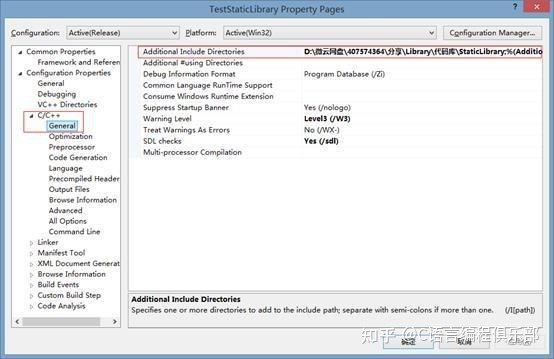 TestStaticLibrary Property Pages
Configuration: Active(Release) Platform: Active(Win32) Configuration Manager...
Common Properties
Framework and Referen
Configuration Properties
General
Debugging
VC++ Directories
C/C++
General
Optimization
Preprocessor
Code Generation
Language
Precompiled Header
Output Files
Browse Information
Advanced
All Options
Command Line
Linker
Manifest Tool
XML Document Generat
Browse Information
Build Events
Custom Build Step
Code Analysis
Additional Include Directories D:\微云网盘\407574364\分享\Library\代码库\StaticLibrary;%(Additio
Additional #using Directories
Debug Information Format Program Database (/Zi)
Common Language RunTime Support
Consume Windows Runtime Extension
Suppress Startup Banner Yes (/nologo)
Warning Level Level3 (/W3)
Treat Warnings As Errors No (/WX-)
SDL checks Yes (/sdl)
Multi-processor Compilation
Additional Include Directories
Specifies one or more directories to add to the include path; separate with semi-colons if more than one. (/I[path])
确定 取消
知乎 @C语言编程俱乐部